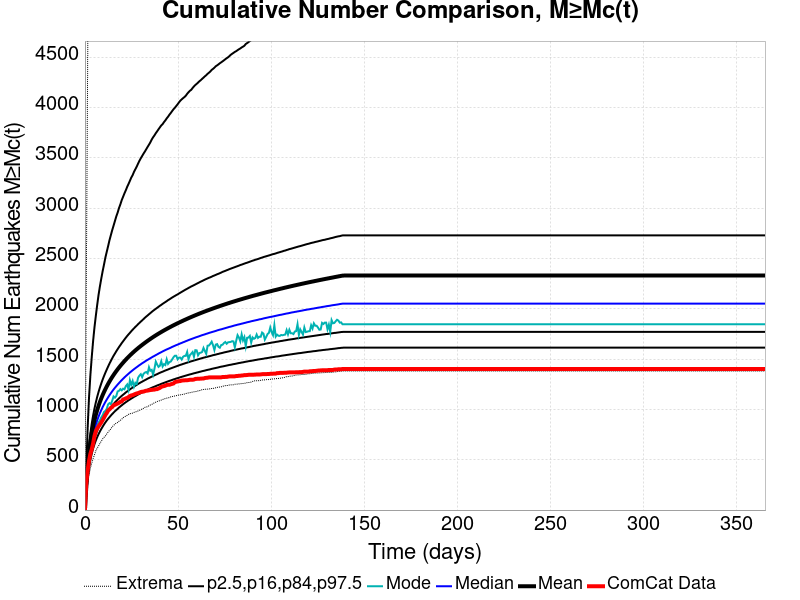 Cumulative Number Comparison, M≥Mc(t)
Cumulative Num Earthquakes M≥Mc(t)
4500
4000
3500
3000
2500
2000
1500
1000
500
0
0 50 100 150 200 250 300 350
Time (days)
Extrema p2.5,p16,p84,p97.5 Mode Median Mean ComCat Data